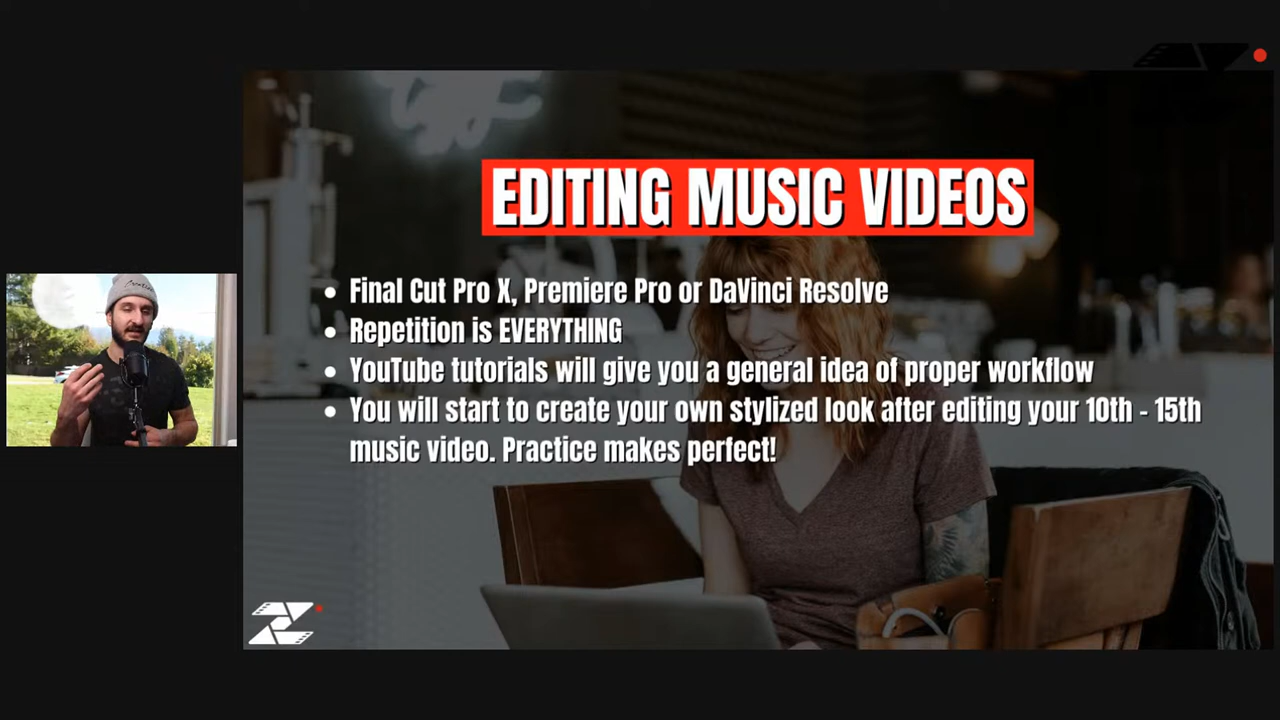 EDITING MUSIC VIDEOS
• Final Cut Pro X, Premiere Pro or DaVinci Resolve
• Repetition is EVERYTHING
• YouTube tutorials will give you a general idea of proper workflow
• You will start to create your own stylized look after editing your 10th - 15th
music video. Practice makes perfect!